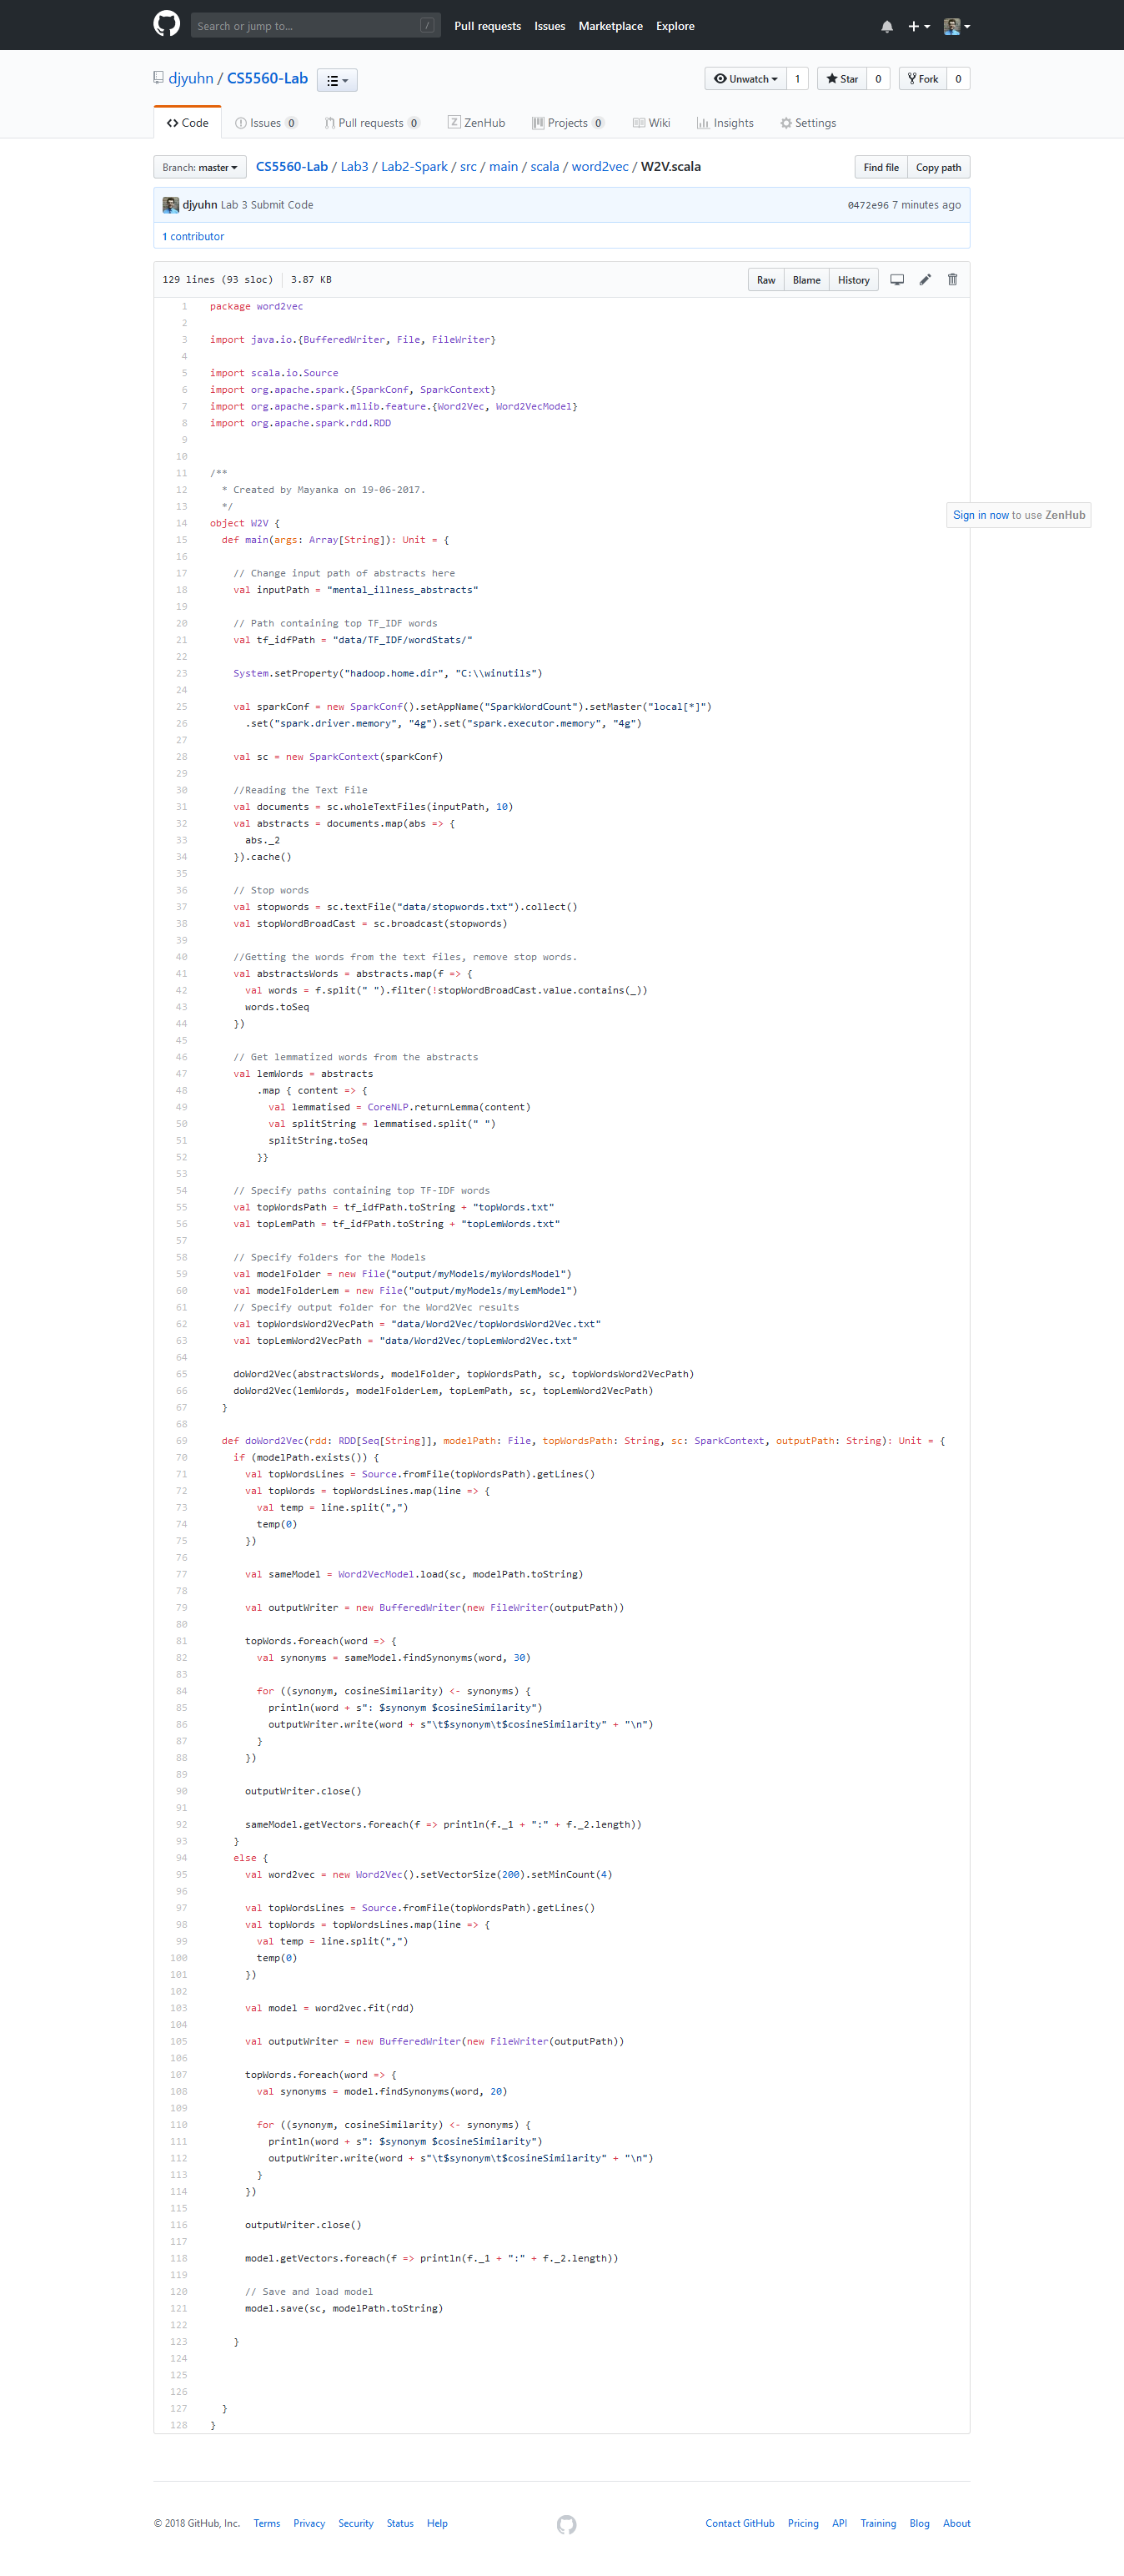 Search or jump to... /
Pull requests Issues Marketplace Explore
djyuhn / CS5560-Lab
Unwatch 1 Star 0 Fork 0
Code Issues 0 Pull requests 0 ZenHub Projects 0 Wiki Insights Settings
Branch: master CS5560-Lab / Lab3 / Lab2-Spark / src / main / scala / word2vec / W2V.scala Find file Copy path
djyuhn Lab 3 Submit Code 0472e96 7 minutes ago
1 contributor
129 lines (93 sloc) 3.87 KB Raw Blame History
1 package word2vec
2
3 import java.io.{BufferedWriter, File, FileWriter}
4
5 import scala.io.Source
6 import org.apache.spark.{SparkConf, SparkContext}
7 import org.apache.spark.mllib.feature.{Word2Vec, Word2VecModel}
8 import org.apache.spark.rdd.RDD
9
10
11 /**
12 * Created by Mayanka on 19-06-2017.
13 */
Sign in now to use ZenHub
14 object W2V {
15 def main(args: Array[String]): Unit = {
16
17 // Change input path of abstracts here
18 val inputPath = "mental_illness_abstracts"
19
20 // Path containing top TF_IDF words
21 val tf_idfPath = "data/TF_IDF/wordStats/"
22
23 System.setProperty("hadoop.home.dir", "C:\\winutils")
24
25 val sparkConf = new SparkConf().setAppName("SparkWordCount").setMaster("local[*]")
26 .set("spark.driver.memory", "4g").set("spark.executor.memory", "4g")
27
28 val sc = new SparkContext(sparkConf)
29
30 //Reading the Text File
31 val documents = sc.wholeTextFiles(inputPath, 10)
32 val abstracts = documents.map(abs => {
33 abs._2
34 }).cache()
35
36 // Stop words
37 val stopwords = sc.textFile("data/stopwords.txt").collect()
38 val stopWordBroadCast = sc.broadcast(stopwords)
39
40 //Getting the words from the text files, remove stop words.
41 val abstractsWords = abstracts.map(f => {
42 val words = f.split(" ").filter(!stopWordBroadCast.value.contains(_))
43 words.toSeq
44 })
45
46 // Get lemmatized words from the abstracts
47 val lemWords = abstracts
48 .map { content => {
49 val lemmatised = CoreNLP.returnLemma(content)
50 val splitString = lemmatised.split(" ")
51 splitString.toSeq
52 }}
53
54 // Specify paths containing top TF-IDF words
55 val topWordsPath = tf_idfPath.toString + "topWords.txt"
56 val topLemPath = tf_idfPath.toString + "topLemWords.txt"
57
58 // Specify folders for the Models
59 val modelFolder = new File("output/myModels/myWordsModel")
60 val modelFolderLem = new File("output/myModels/myLemModel")
61 // Specify output folder for the Word2Vec results
62 val topWordsWord2VecPath = "data/Word2Vec/topWordsWord2Vec.txt"
63 val topLemWord2VecPath = "data/Word2Vec/topLemWord2Vec.txt"
64
65 doWord2Vec(abstractsWords, modelFolder, topWordsPath, sc, topWordsWord2VecPath)
66 doWord2Vec(lemWords, modelFolderLem, topLemPath, sc, topLemWord2VecPath)
67 }
68
69 def doWord2Vec(rdd: RDD[Seq[String]], modelPath: File, topWordsPath: String, sc: SparkContext, outputPath: String): Unit = {
70 if (modelPath.exists()) {
71 val topWordsLines = Source.fromFile(topWordsPath).getLines()
72 val topWords = topWordsLines.map(line => {
73 val temp = line.split(",")
74 temp(0)
75 })
76
77 val sameModel = Word2VecModel.load(sc, modelPath.toString)
78
79 val outputWriter = new BufferedWriter(new FileWriter(outputPath))
80
81 topWords.foreach(word => {
82 val synonyms = sameModel.findSynonyms(word, 30)
83
84 for ((synonym, cosineSimilarity) <- synonyms) {
85 println(word + s": $synonym $cosineSimilarity")
86 outputWriter.write(word + s"\t$synonym\t$cosineSimilarity" + "\n")
87 }
88 })
89
90 outputWriter.close()
91
92 sameModel.getVectors.foreach(f => println(f._1 + ":" + f._2.length))
93 }
94 else {
95 val word2vec = new Word2Vec().setVectorSize(200).setMinCount(4)
96
97 val topWordsLines = Source.fromFile(topWordsPath).getLines()
98 val topWords = topWordsLines.map(line => {
99 val temp = line.split(",")
100 temp(0)
101 })
102
103 val model = word2vec.fit(rdd)
104
105 val outputWriter = new BufferedWriter(new FileWriter(outputPath))
106
107 topWords.foreach(word => {
108 val synonyms = model.findSynonyms(word, 20)
109
110 for ((synonym, cosineSimilarity) <- synonyms) {
111 println(word + s": $synonym $cosineSimilarity")
112 outputWriter.write(word + s"\t$synonym\t$cosineSimilarity" + "\n")
113 }
114 })
115
116 outputWriter.close()
117
118 model.getVectors.foreach(f => println(f._1 + ":" + f._2.length))
119
120 // Save and load model
121 model.save(sc, modelPath.toString)
122
123 }
124
125
126
127 }
128 }
© 2018 GitHub, Inc. Terms Privacy Security Status Help Contact GitHub Pricing API Training Blog About